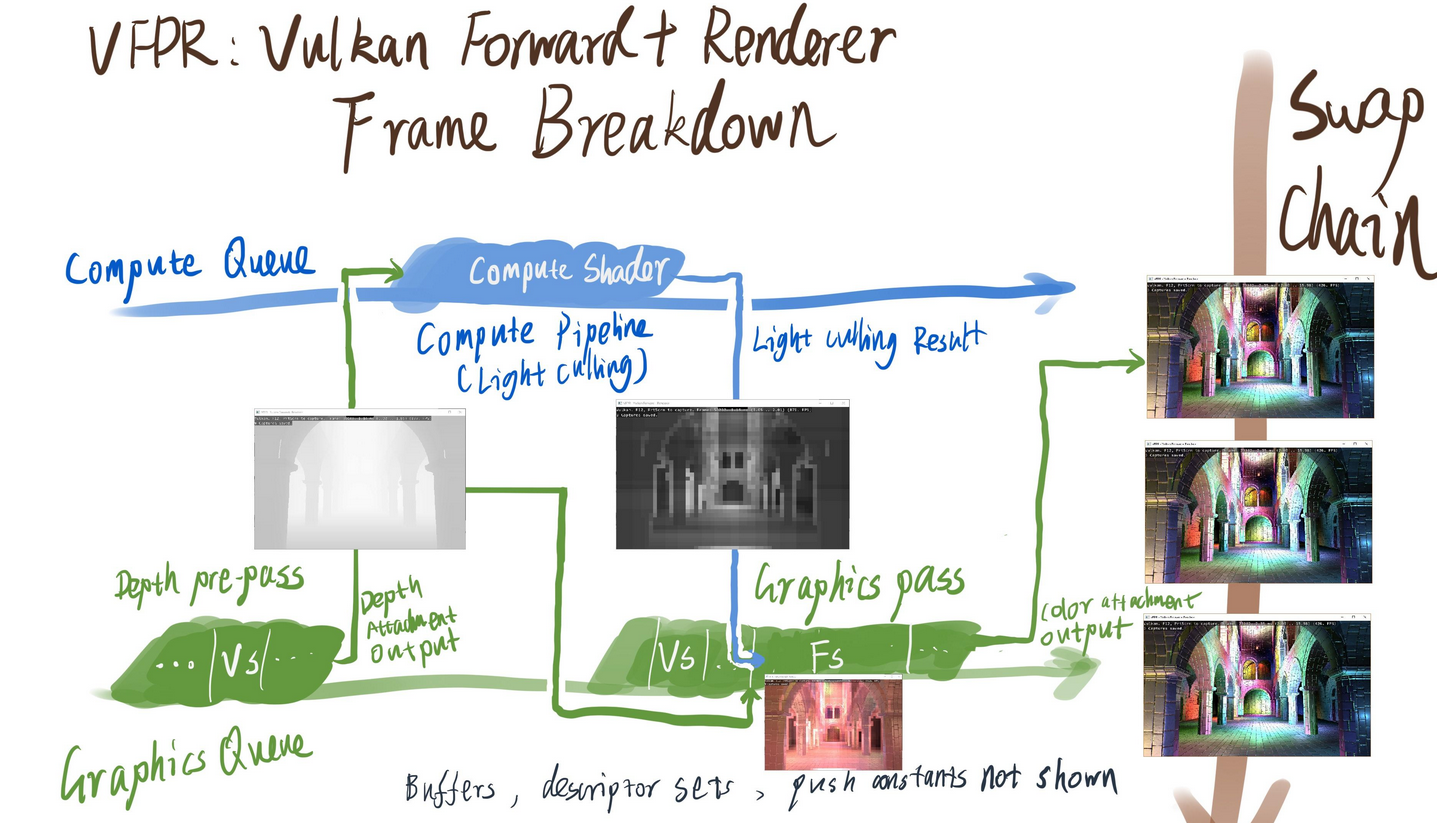 VFPR: Vulkan Forward+ Renderer
Frame Breakdown
Swap
Chain
Compute Queue
Compute Shader
Compute Pipeline
(Light culling)
Light culling Result
Depth pre-pass
Depth
Attachment
Output
Graphics pass
Color attachment
output
... | Vs | ...
| Vs | ... | Fs | ...
Graphics Queue
Buffers, descriptor sets, push constants not shown